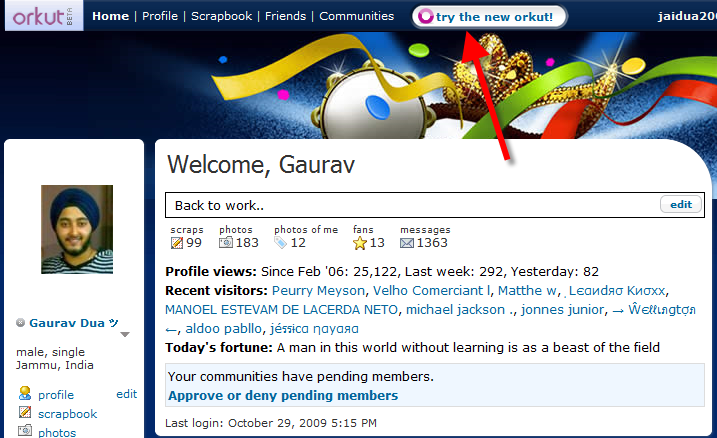 orkut BETA
Home | Profile | Scrapbook | Friends | Communities
try the new orkut!
jaidua200
Welcome, Gaurav
Back to work..
edit
scraps photos photos of me fans messages
99 183 12 13 1363
Profile views: Since Feb '06: 25,122, Last week: 292, Yesterday: 82
Recent visitors: Peurry Meyson, Velho Comerciant l, Matthe w, Lєαиdяσ Kиσxx,
MANOEL ESTEVAM DE LACERDA NETO, michael jackson ., jonnes junior, → Ŵєℓℓιngtσn
←, aldoo pabllo, jéssica ηαyαяα
Today's fortune: A man in this world without learning is as a beast of the field
Your communities have pending members.
Approve or deny pending members
Last login: October 29, 2009 5:15 PM
Gaurav Dua ツ
male, single
Jammu, India
profile edit
scrapbook
photos